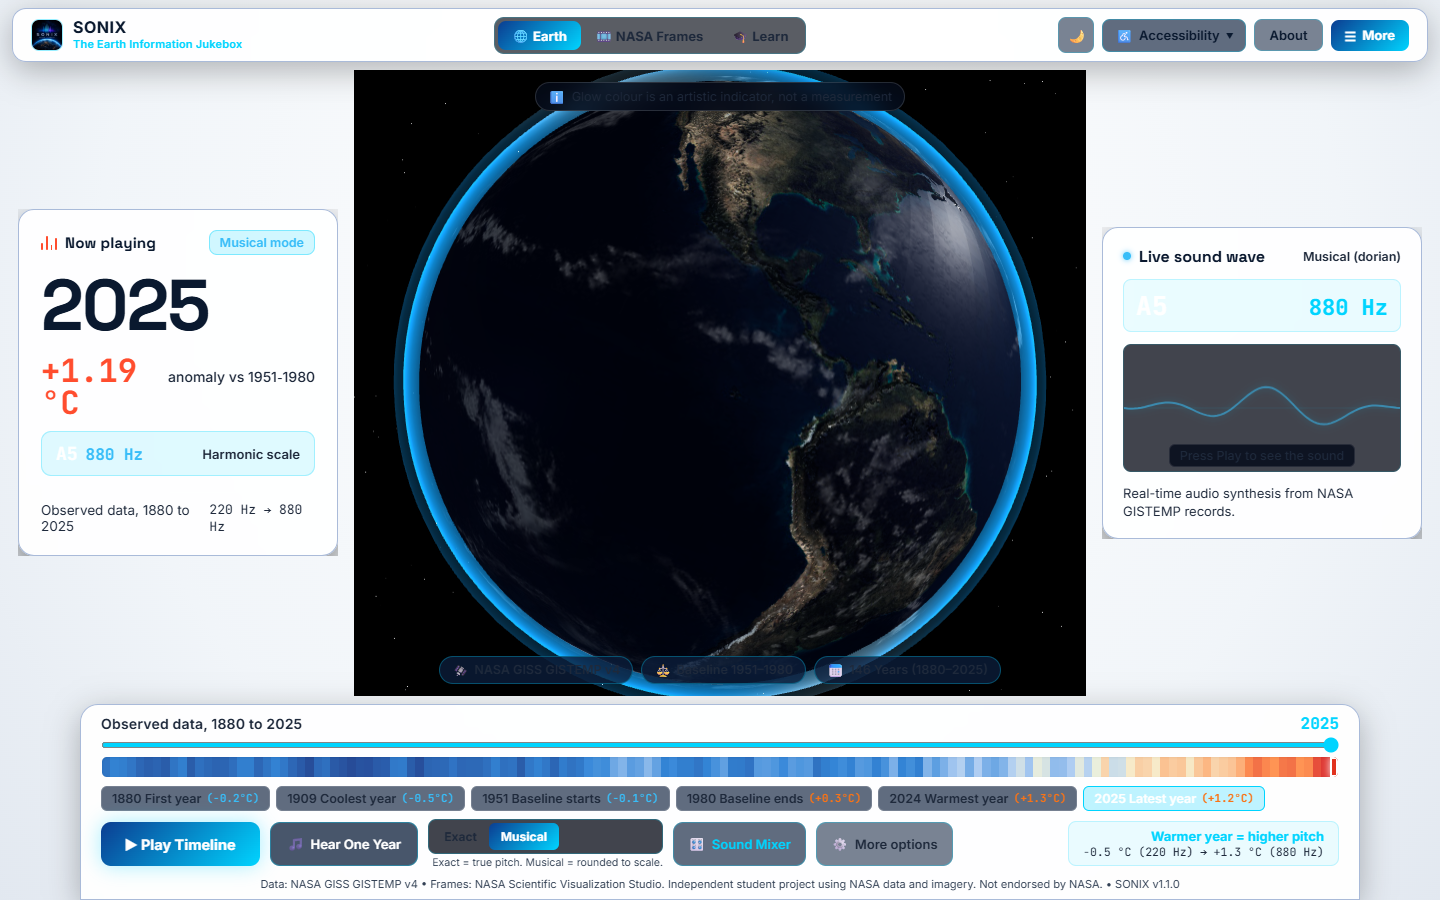 SONIX
The Earth Information Jukebox
Earth
NASA Frames
Learn
Accessibility ▼
About
☰ More
Glow colour is an artistic indicator, not a measurement
Now playing
Musical mode
2025
+1.19 °C
anomaly vs 1951-1980
A5 880 Hz
Harmonic scale
Observed data, 1880 to 2025
220 Hz → 880 Hz
Live sound wave
Musical (dorian)
A5
880 Hz
Press Play to see the sound
Real-time audio synthesis from NASA
GISTEMP records.
NASA GISS
Baseline 1951–1980
Years (1880–2025)
Observed data, 1880 to 2025
2025
1880 First year (-0.2°C)
1909 Coolest year (-0.5°C)
1951 Baseline starts (-0.1°C)
1980 Baseline ends (+0.3°C)
2024 Warmest year (+1.3°C)
2025 Latest year (+1.2°C)
▶ Play Timeline
Hear One Year
Exact
Musical
Exact = true pitch. Musical = rounded to scale.
Sound Mixer
More options
Warmer year = higher pitch
-0.5 °C (220 Hz) → +1.3 °C (880 Hz)
Data: NASA GISS GISTEMP v4 • Frames: NASA Scientific Visualization Studio. Independent student project using NASA data and imagery. Not endorsed by NASA. • SONIX v1.1.0